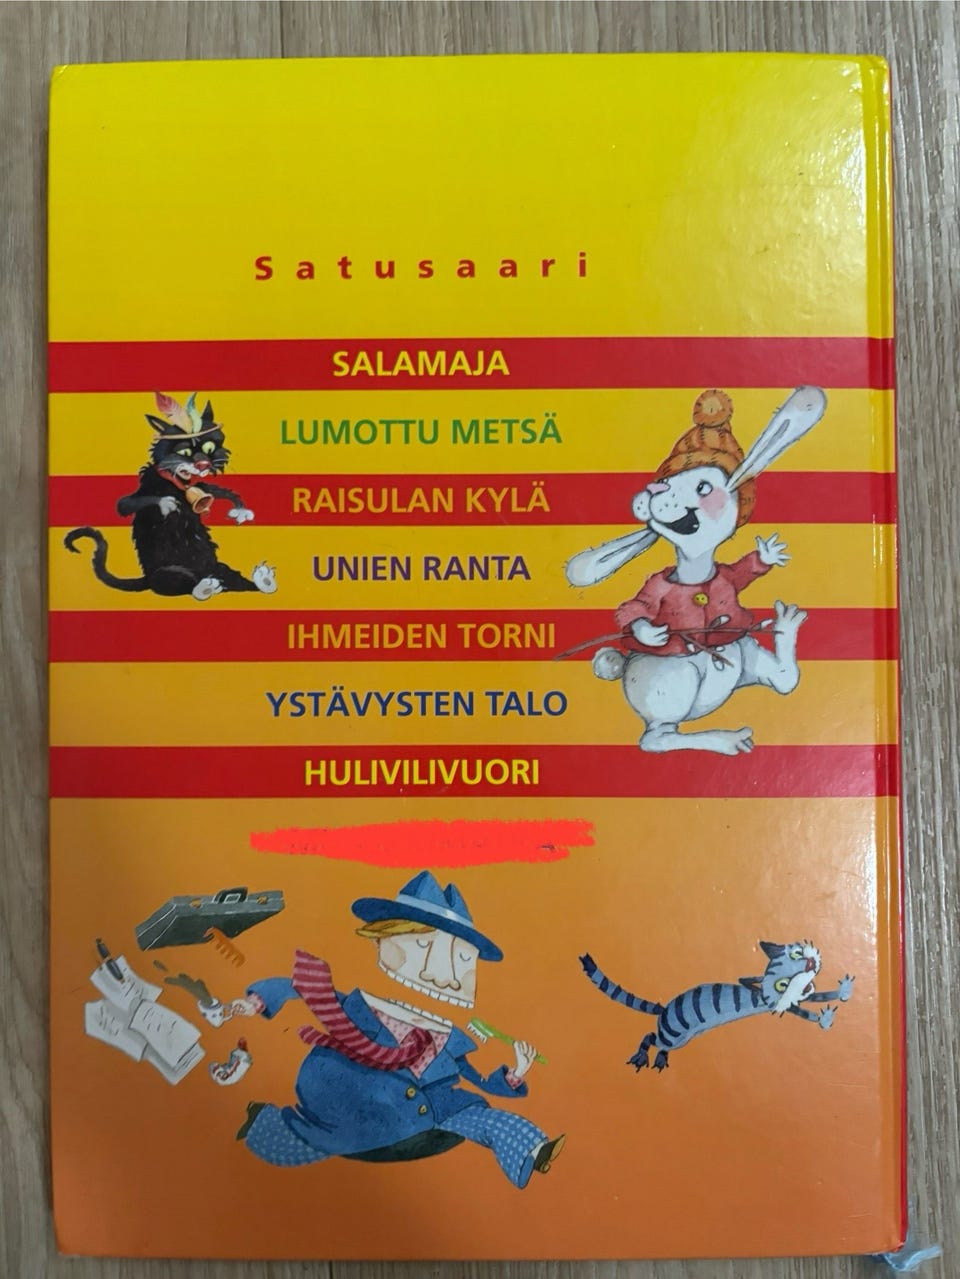 Satusaari
SALAMAJA
LUMOTTU METSÄ
RAISULAN KYLÄ
UNIEN RANTA
IHMEIDEN TORNI
YSTÄVYSTEN TALO
HULIVILIVUORI